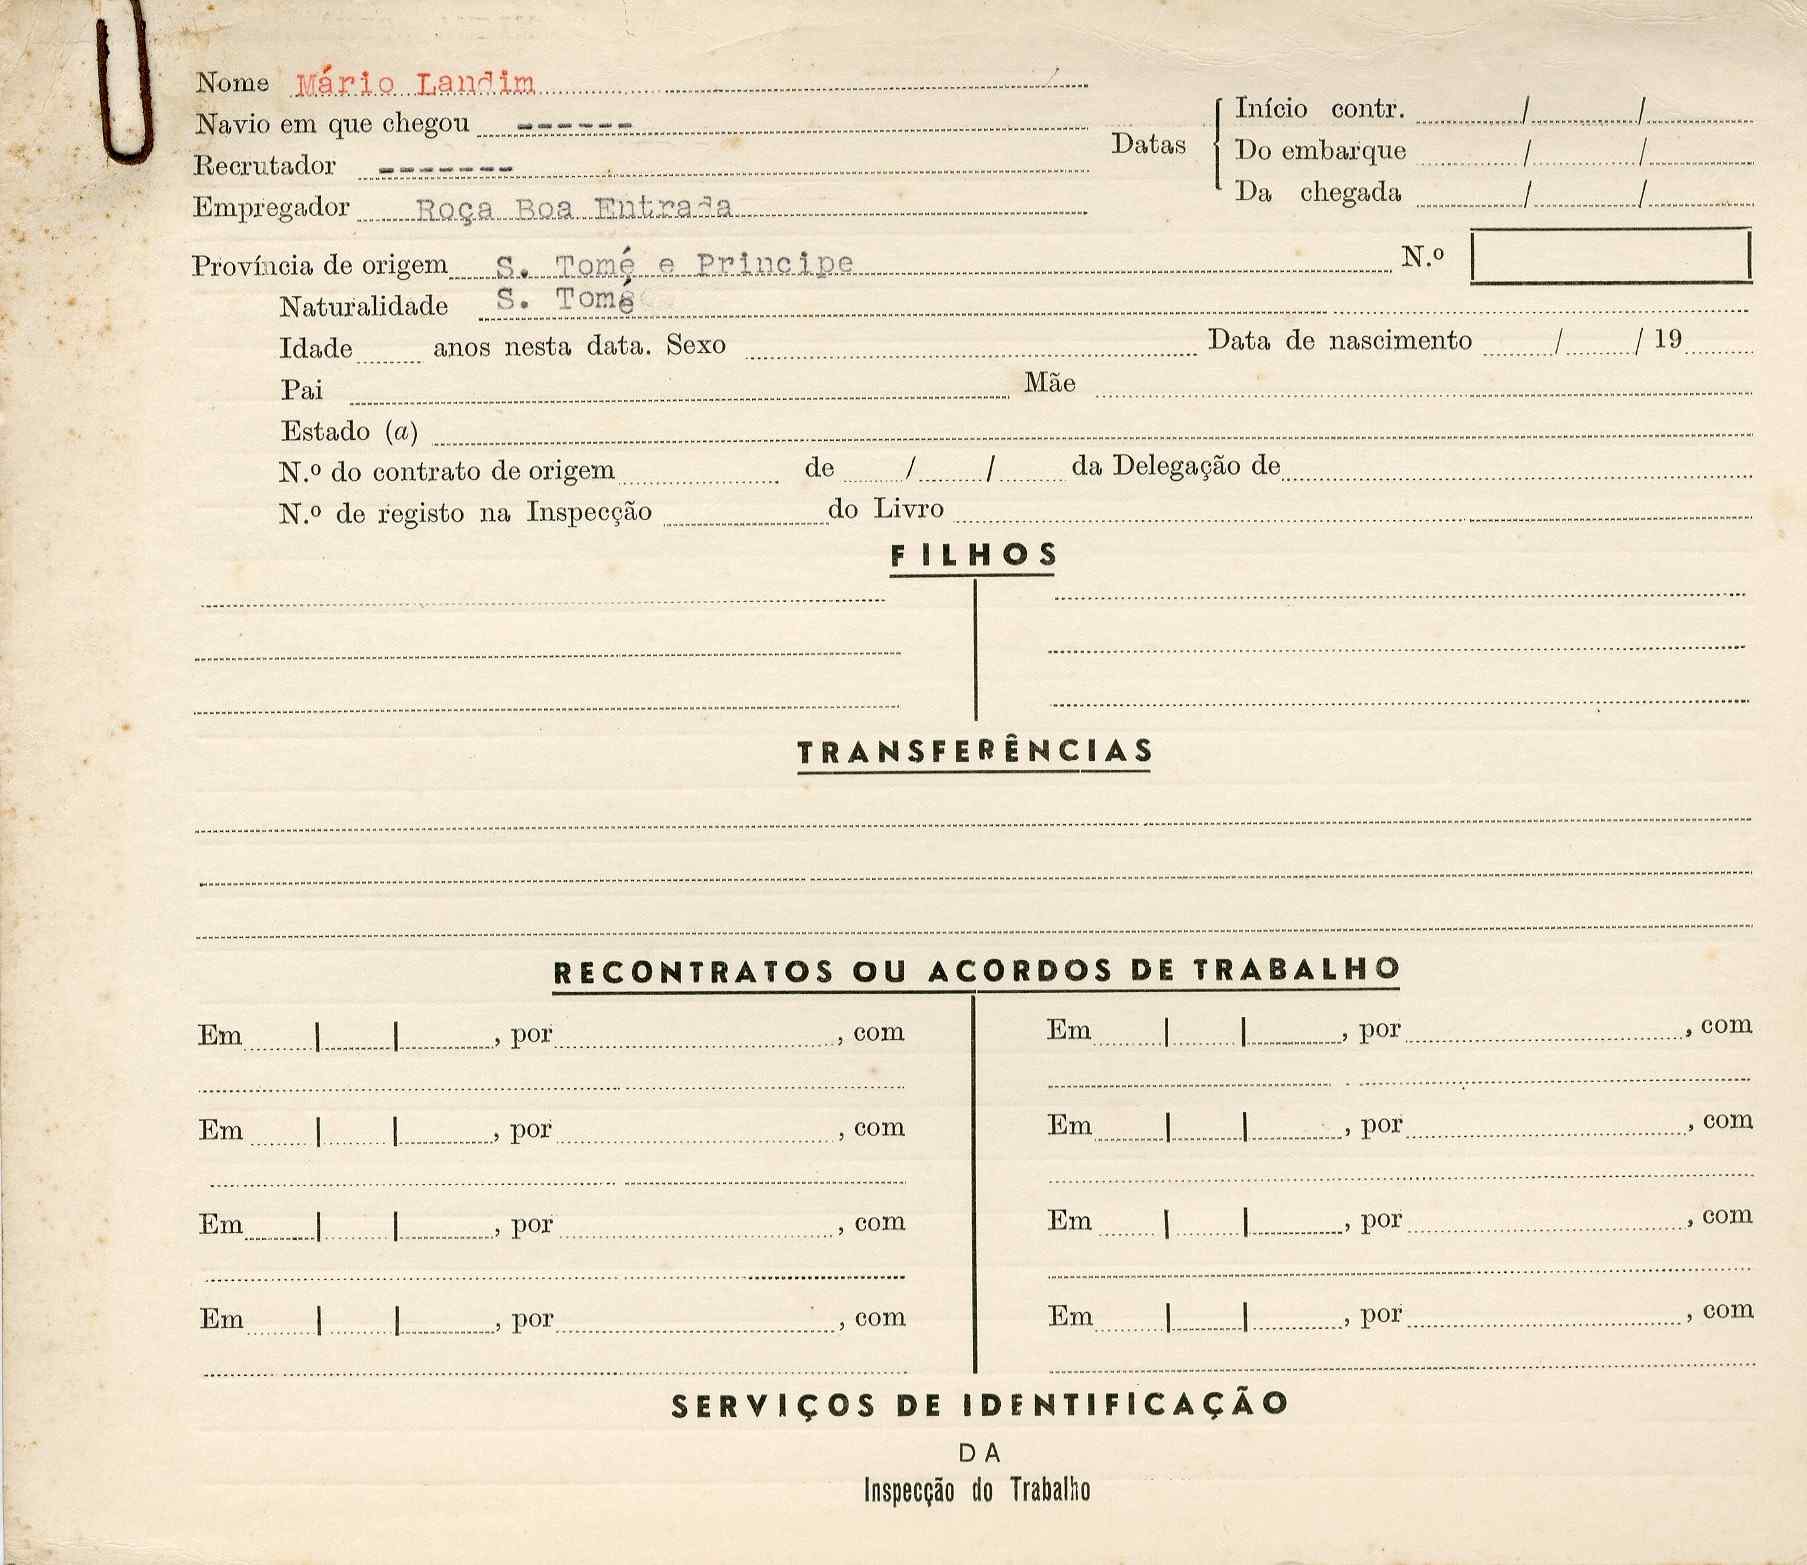 Nome Mário Landim
Navio em que chegou ------
Recrutador -------
Empregador Roça Boa Entrada
Datas
Início contr. / /
Do embarque / /
Da chegada / /
Província de origem S. Tomé e Principe N.º
Naturalidade S. Tomé
Idade anos nesta data. Sexo Data de nascimento / / 19
Pai Mãe
Estado (a)
N.º do contrato de origem de / / da Delegação de
N.º de registo na Inspecção do Livro
FILHOS
TRANSFERÊNCIAS
RECONTRATOS OU ACORDOS DE TRABALHO
Em | | , por , com Em | | , por , com
Em | | , por , com Em | | , por , com
Em | | , por , com Em | | , por , com
Em | | , por , com Em | | , por , com
SERVIÇOS DE IDENTIFICAÇÃO
DA
Inspecção do Trabalho